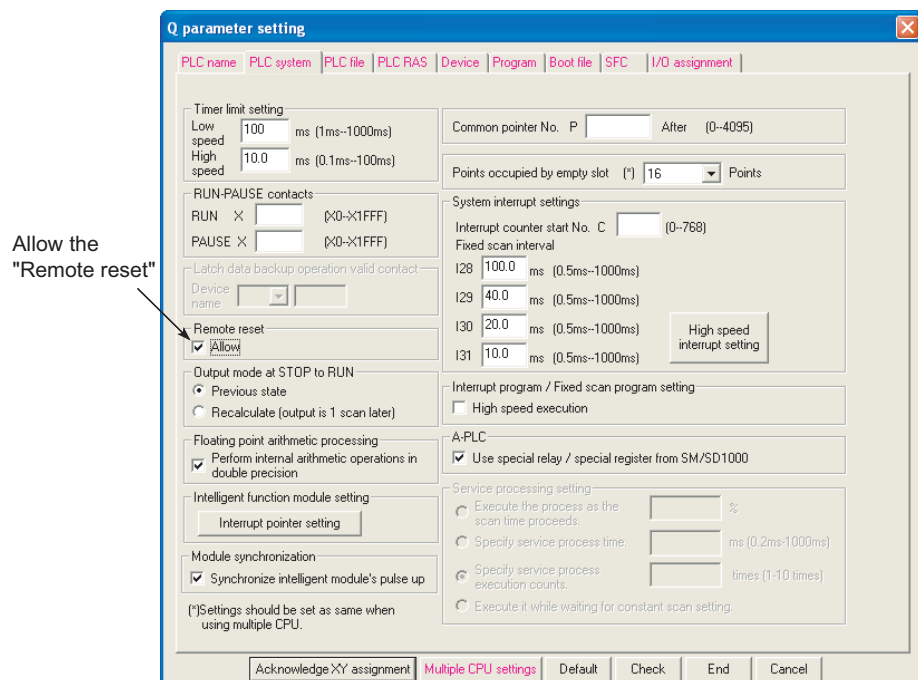 Q parameter setting
PLC name PLC system PLC file PLC RAS Device Program Boot file SFC I/O assignment
Timer limit setting
Low speed 100 ms (1ms--1000ms)
High speed 10.0 ms (0.1ms--100ms)
RUN-PAUSE contacts
RUN X (X0--X1FFF)
PAUSE X (X0--X1FFF)
Latch data backup operation valid contact
Device name
Allow the
"Remote reset"
Remote reset
Allow
Output mode at STOP to RUN
Previous state
Recalculate (output is 1 scan later)
Floating point arithmetic processing
Perform internal arithmetic operations in
double precision
Intelligent function module setting
Interrupt pointer setting
Module synchronization
Synchronize intelligent module's pulse up
(*)Settings should be set as same when
using multiple CPU.
Common pointer No. P After (0--4095)
Points occupied by empty slot (*) 16 Points
System interrupt settings
Interrupt counter start No. C (0--768)
Fixed scan interval
I28 100.0 ms (0.5ms--1000ms)
I29 40.0 ms (0.5ms--1000ms)
I30 20.0 ms (0.5ms--1000ms)
I31 10.0 ms (0.5ms--1000ms)
High speed
interrupt setting
Interrupt program / Fixed scan program setting
High speed execution
A-PLC
Use special relay / special register from SM/SD1000
Service processing setting
Execute the process as the
scan time proceeds. %
Specify service process time. ms (0.2ms-1000ms)
Specify service process
execution counts. times (1-10 times)
Execute it while waiting for constant scan setting.
Acknowledge XY assignment Multiple CPU settings Default Check End Cancel